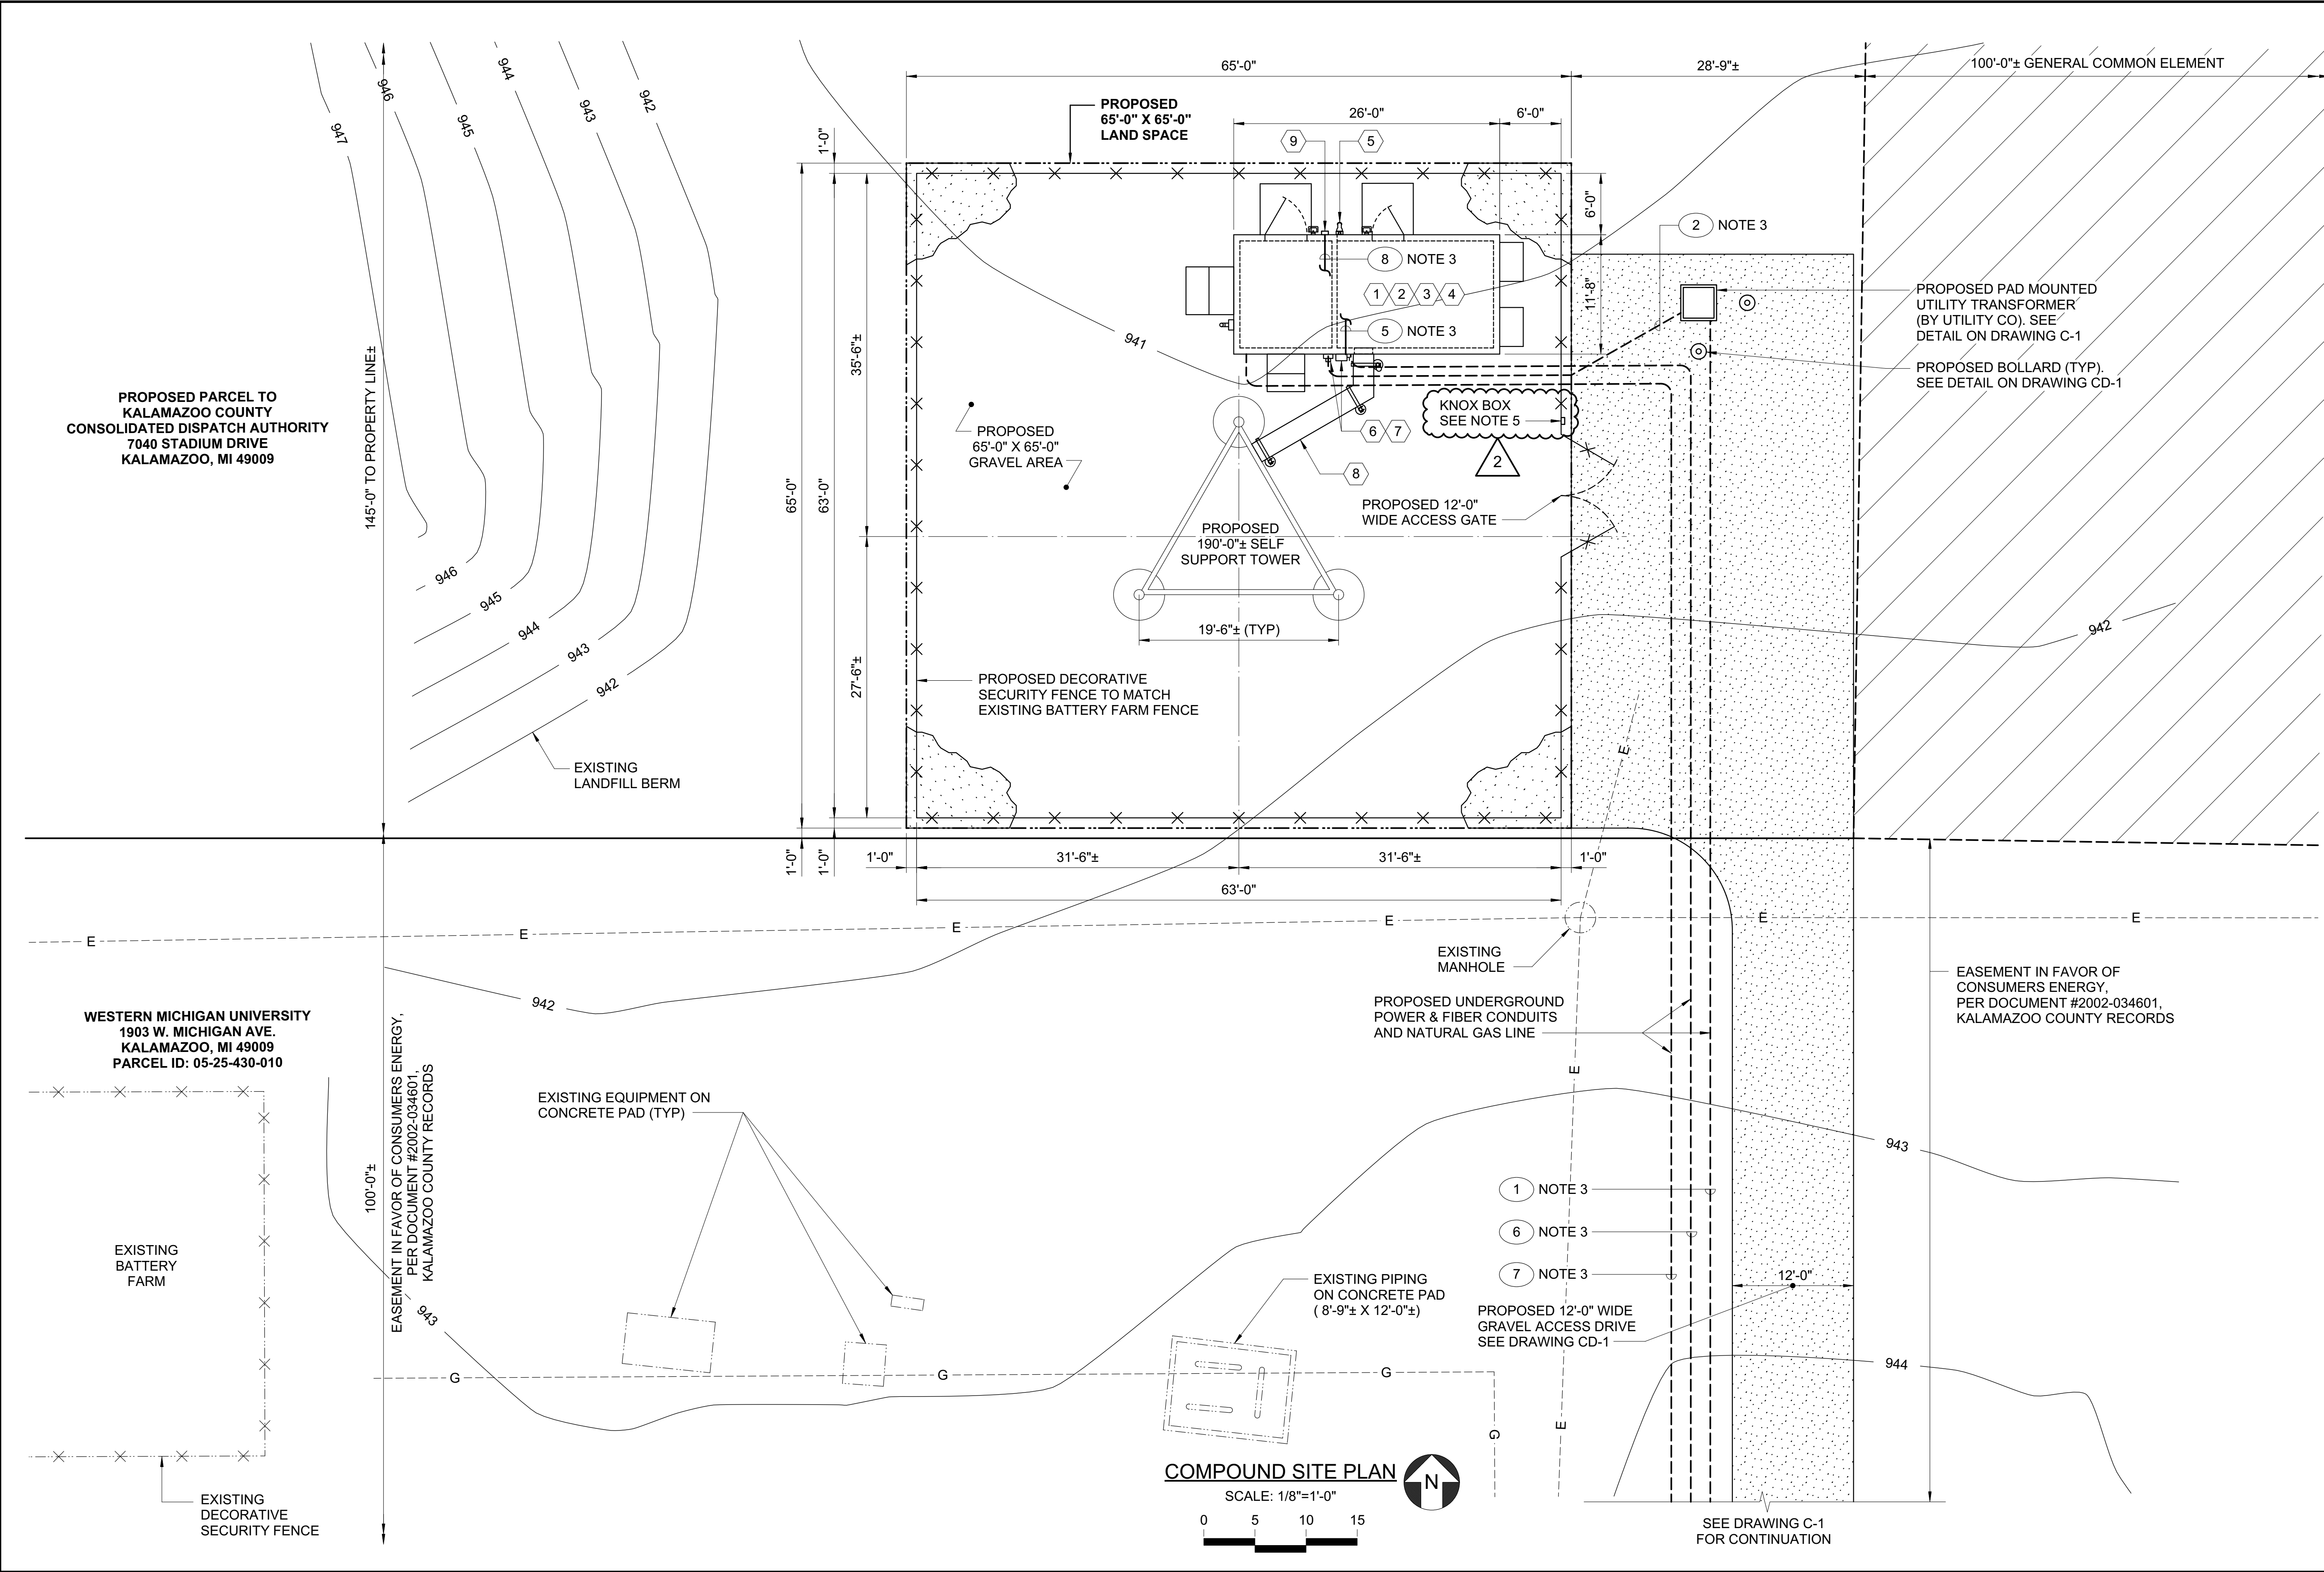 65'-0"
28'-9"±
100'-0"± GENERAL COMMON ELEMENT
946
944
943
942
945
947
PROPOSED
65'-0" X 65'-0"
LAND SPACE
26'-0"
6'-0"
1'-0"
9
5
6'-0"
2 NOTE 3
8 NOTE 3
1 2 3 4
5 NOTE 3
11'-8"
PROPOSED PAD MOUNTED
UTILITY TRANSFORMER
(BY UTILITY CO). SEE
DETAIL ON DRAWING C-1
PROPOSED BOLLARD (TYP).
SEE DETAIL ON DRAWING CD-1
941
145'-0" TO PROPERTY LINE±
35'-6"±
PROPOSED PARCEL TO
KALAMAZOO COUNTY
CONSOLIDATED DISPATCH AUTHORITY
7040 STADIUM DRIVE
KALAMAZOO, MI 49009
KNOX BOX
SEE NOTE 5
2
6 7
8
PROPOSED
65'-0" X 65'-0"
GRAVEL AREA
65'-0"
63'-0"
PROPOSED 12'-0"
WIDE ACCESS GATE
PROPOSED
190'-0"± SELF
SUPPORT TOWER
19'-6"± (TYP)
946
945
944
943
942
942
27'-6"±
PROPOSED DECORATIVE
SECURITY FENCE TO MATCH
EXISTING BATTERY FARM FENCE
EXISTING
LANDFILL BERM
E
1'-0"
1'-0"
1'-0"
31'-6"±
31'-6"±
1'-0"
63'-0"
E
E
E
E
E
E
EXISTING
MANHOLE
PROPOSED UNDERGROUND
POWER & FIBER CONDUITS
AND NATURAL GAS LINE
EASEMENT IN FAVOR OF
CONSUMERS ENERGY,
PER DOCUMENT #2002-034601,
KALAMAZOO COUNTY RECORDS
942
WESTERN MICHIGAN UNIVERSITY
1903 W. MICHIGAN AVE.
KALAMAZOO, MI 49009
PARCEL ID: 05-25-430-010
100'-0"±
EASEMENT IN FAVOR OF CONSUMERS ENERGY,
PER DOCUMENT #2002-034601,
KALAMAZOO COUNTY RECORDS
EXISTING EQUIPMENT ON
CONCRETE PAD (TYP)
E
943
1 NOTE 3
6 NOTE 3
7 NOTE 3
12'-0"
EXISTING
BATTERY
FARM
943
EXISTING PIPING
ON CONCRETE PAD
( 8'-9"± X 12'-0"±)
PROPOSED 12'-0" WIDE
GRAVEL ACCESS DRIVE
SEE DRAWING CD-1
944
G
G
G
G
E
COMPOUND SITE PLAN
N
SCALE: 1/8"=1'-0"
0 5 10 15
EXISTING
DECORATIVE
SECURITY FENCE
SEE DRAWING C-1
FOR CONTINUATION